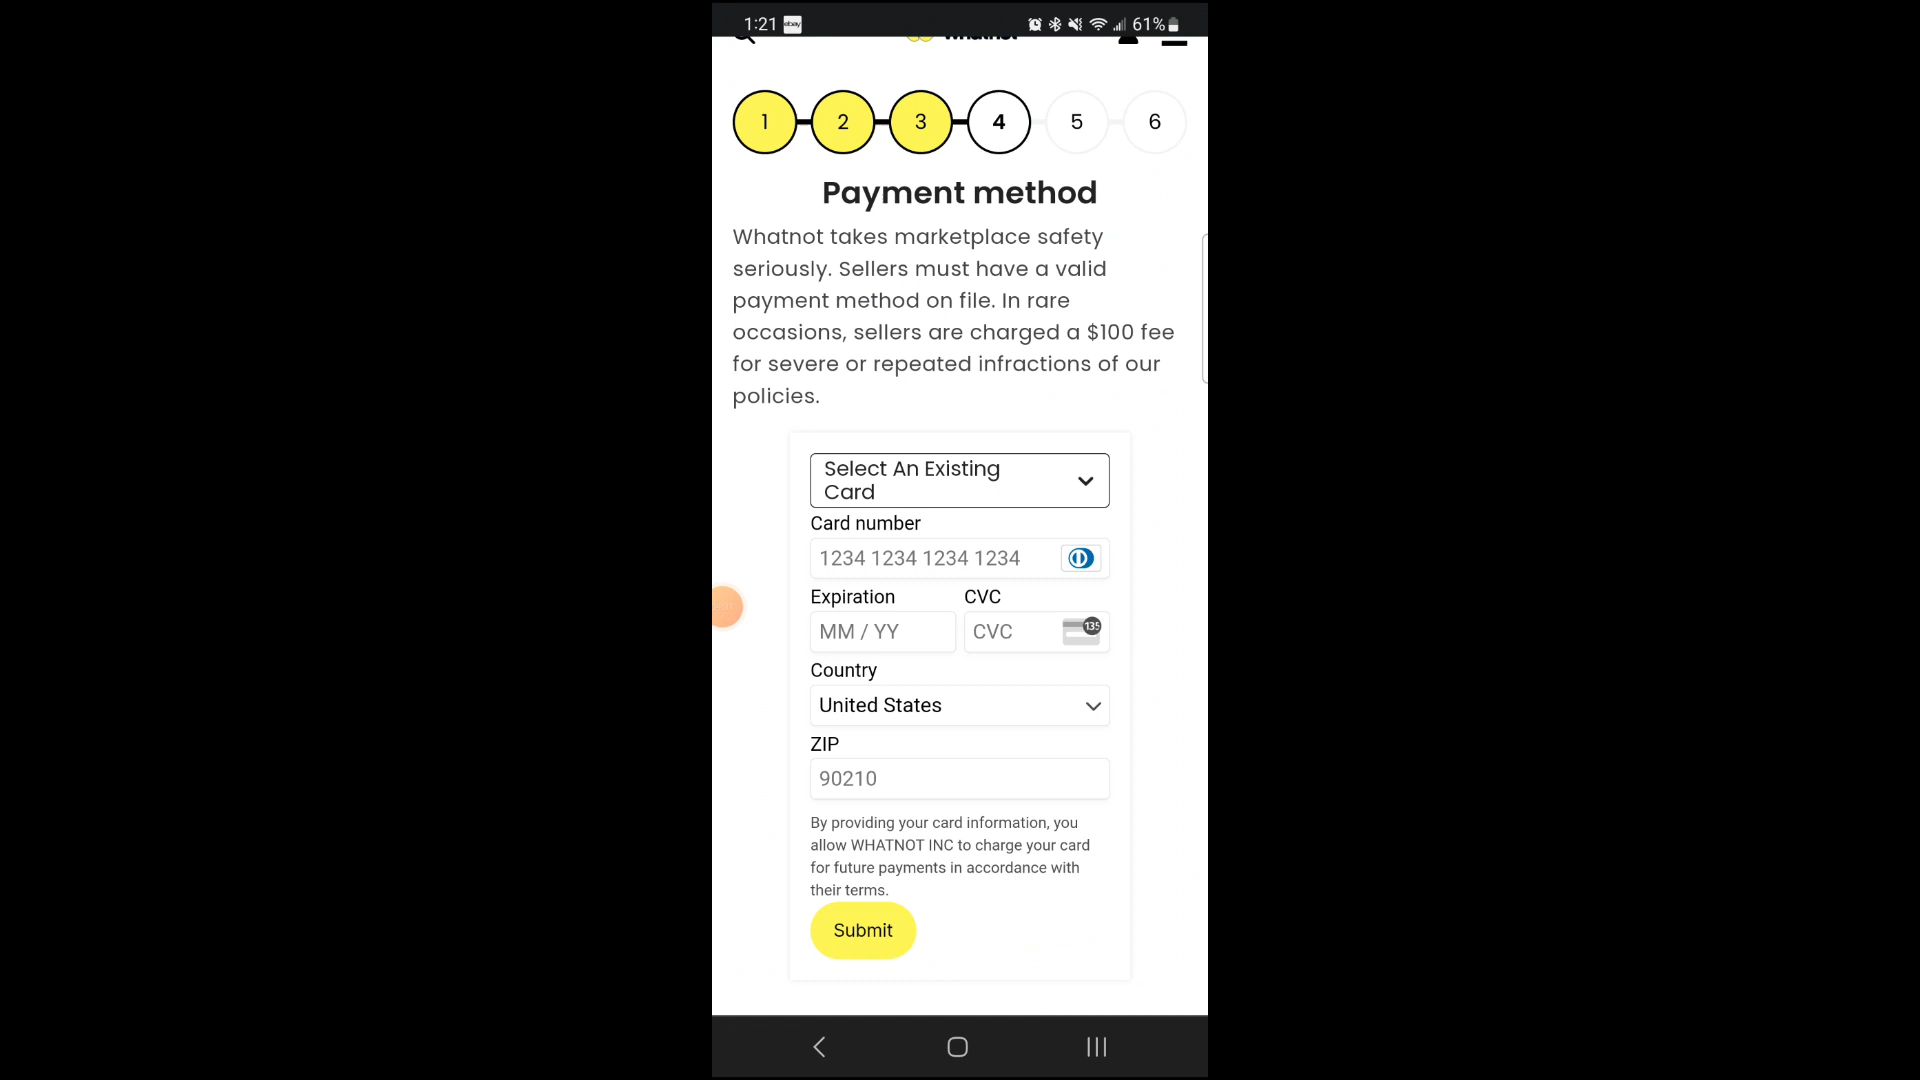 1:21 ebay 61%
whatnot
1 2 3 4 5 6
Payment method
Whatnot takes marketplace safety
seriously. Sellers must have a valid
payment method on file. In rare
occasions, sellers are charged a $100 fee
for severe or repeated infractions of our
policies.
Select An Existing
Card
Card number
1234 1234 1234 1234
Expiration CVC
MM / YY CVC 135
Country
United States
ZIP
90210
By providing your card information, you
allow WHATNOT INC to charge your card
for future payments in accordance with
their terms.
Submit